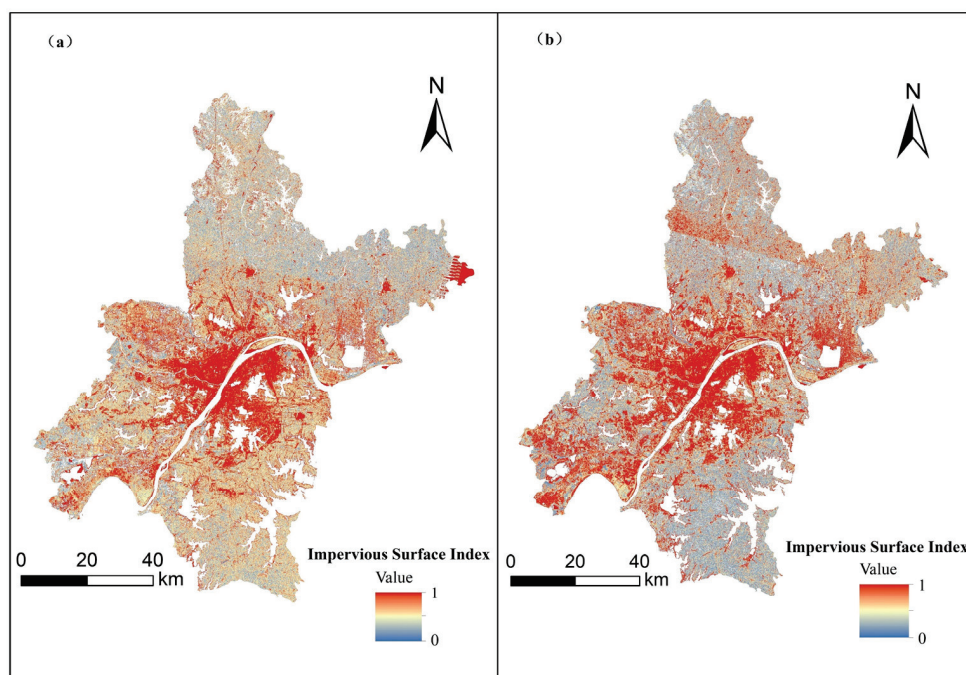 （a）
N
0 20 40
km
Impervious Surface Index
Value
1
0
（b）
N
0 20 40
km
Impervious Surface Index
Value
1
0